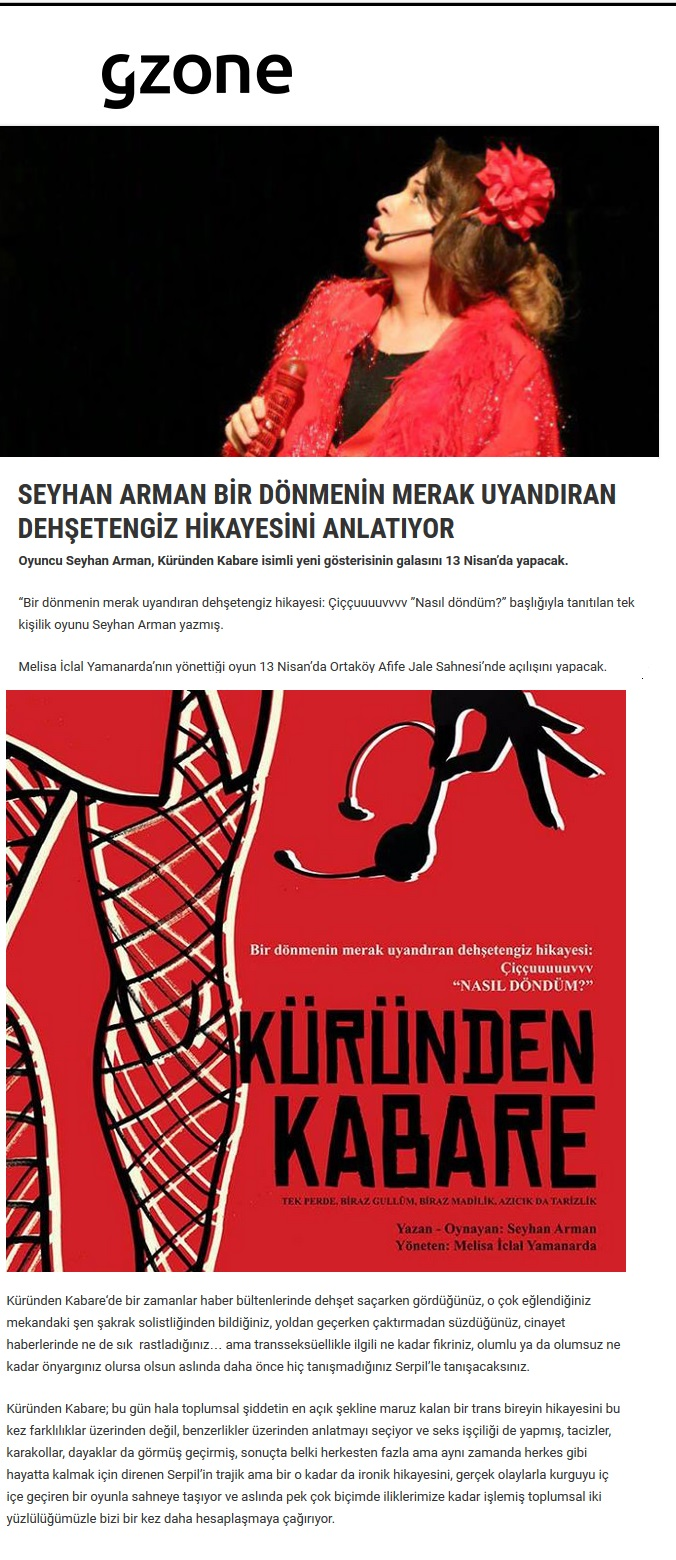 gzone
SEYHAN ARMAN BİR DÖNMENİN MERAK UYANDIRAN
DEHŞETENGİZ HİKAYESİNİ ANLATIYOR
Oyuncu Seyhan Arman, Küründen Kabare isimli yeni gösterisinin galasını 13 Nisan’da yapacak.
“Bir dönmenin merak uyandıran dehşetengiz hikayesi: Çiççuuuuvvvv “Nasıl döndüm?” başlığıyla tanıtılan tek
kişilik oyunu Seyhan Arman yazmış.
Melisa İclal Yamanarda’nın yönettiği oyun 13 Nisan’da Ortaköy Afife Jale Sahnesi’nde açılışını yapacak.
Bir dönmenin merak uyandıran dehşetengiz hikayesi:
Çiççuuuuuvvv
“NASIL DÖNDÜM?”
KÜRÜNDEN
KABARE
TEK PERDE. BİRAZ GULLÜM, BİRAZ MADİLİK, AZICIK DA TARİZLİK
Yazan - Oynayan: Seyhan Arman
Yöneten: Melisa İclal Yamanarda
Küründen Kabare’de bir zamanlar haber bültenlerinde dehşet saçarken gördüğünüz, o çok eğlendiğiniz
mekandaki şen şakrak solistliğinden bildiğiniz, yoldan geçerken çaktırmadan süzdüğünüz, cinayet
haberlerinde ne de sık  rastladığınız… ama transseksüellikle ilgili ne kadar fikriniz, olumlu ya da olumsuz ne
kadar önyargınız olursa olsun aslında daha önce hiç tanışmadığınız Serpil’le tanışacaksınız.
Küründen Kabare; bu gün hala toplumsal şiddetin en açık şekline maruz kalan bir trans bireyin hikayesini bu
kez farklılıklar üzerinden değil, benzerlikler üzerinden anlatmayı seçiyor ve seks işçiliği de yapmış, tacizler,
karakollar, dayaklar da görmüş geçirmiş, sonuçta belki herkesten fazla ama aynı zamanda herkes gibi
hayatta kalmak için direnen Serpil’in trajik ama bir o kadar da ironik hikayesini, gerçek olaylarla kurguyu iç
içe geçiren bir oyunla sahneye taşıyor ve aslında pek çok biçimde iliklerimize kadar işlemiş toplumsal iki
yüzlülüğümüzle bizi bir kez daha hesaplaşmaya çağırıyor.